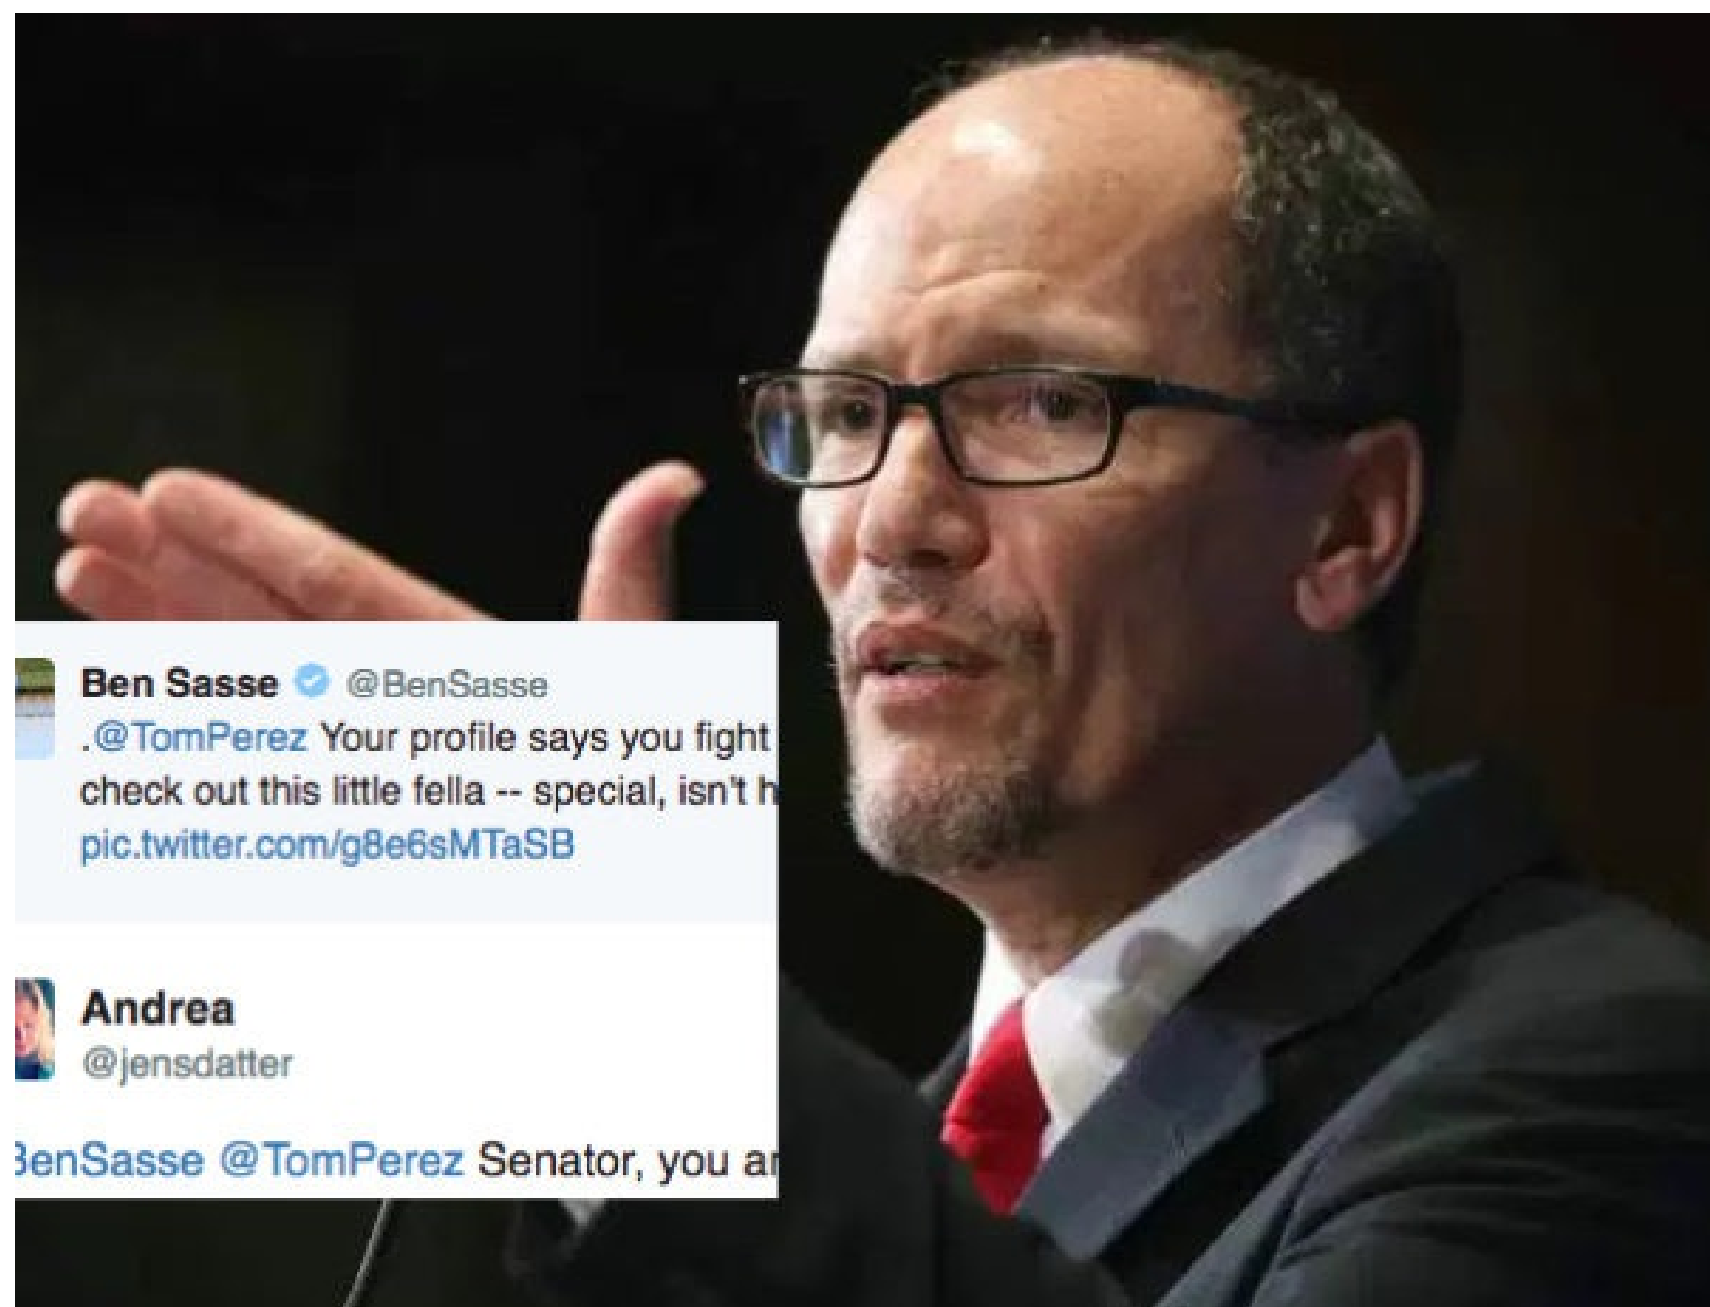 Ben Sasse @BenSasse
.@TomPerez Your profile says you fight
check out this little fella -- special, isn't
pic.twitter.com/g8e6sMTaSB
Andrea
@jensdatter
BenSasse @TomPerez Senator, you